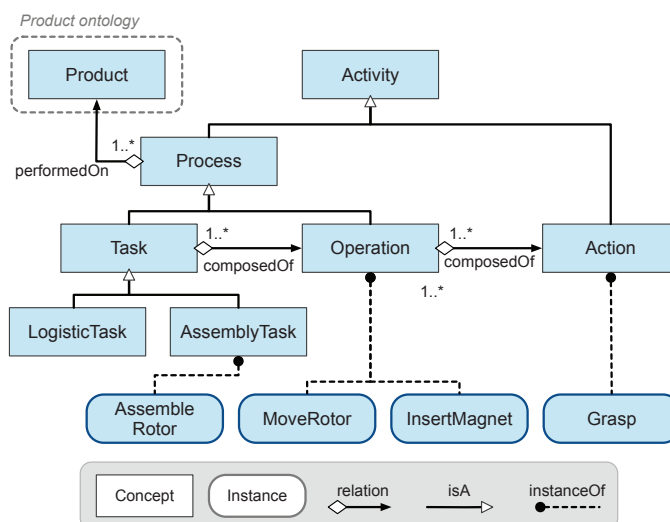 Product ontology
Product
Activity
1..*
performedOn
Process
Task
1..*
composedOf
Operation
1..*
composedOf
Action
1..*
LogisticTask
AssemblyTask
Assemble
Rotor
MoveRotor
InsertMagnet
Grasp
Concept
Instance
relation
isA
instanceOf